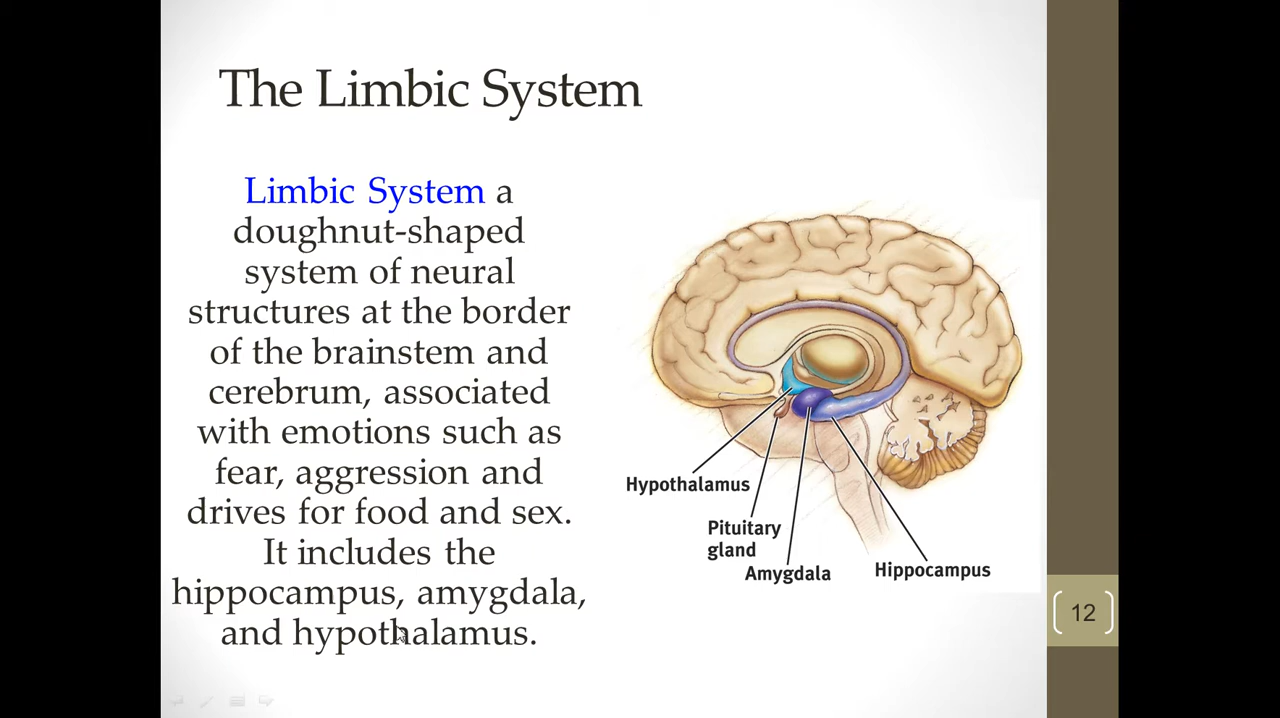 The Limbic System
Limbic System a
doughnut-shaped
system of neural
structures at the border
of the brainstem and
cerebrum, associated
with emotions such as
fear, aggression and
drives for food and sex.
It includes the
hippocampus, amygdala,
and hypothalamus.
Hypothalamus
Pituitary
gland
Amygdala
Hippocampus
12